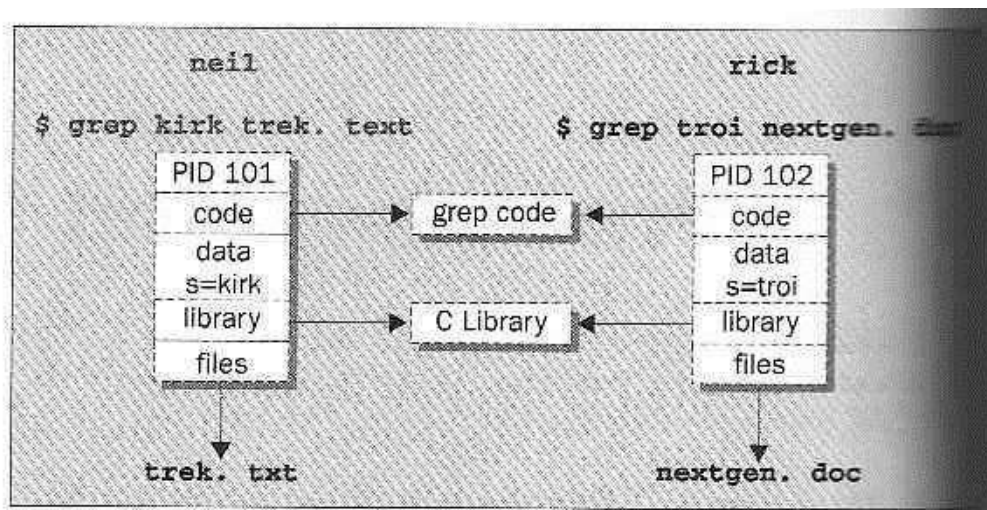 neil
rick
$ grep kirk trek. text
$ grep troi nextgen.
PID 101
code
data
s=kirk
library
files
grep code
C Library
PID 102
code
data
s=troi
library
files
trek. txt
nextgen. doc